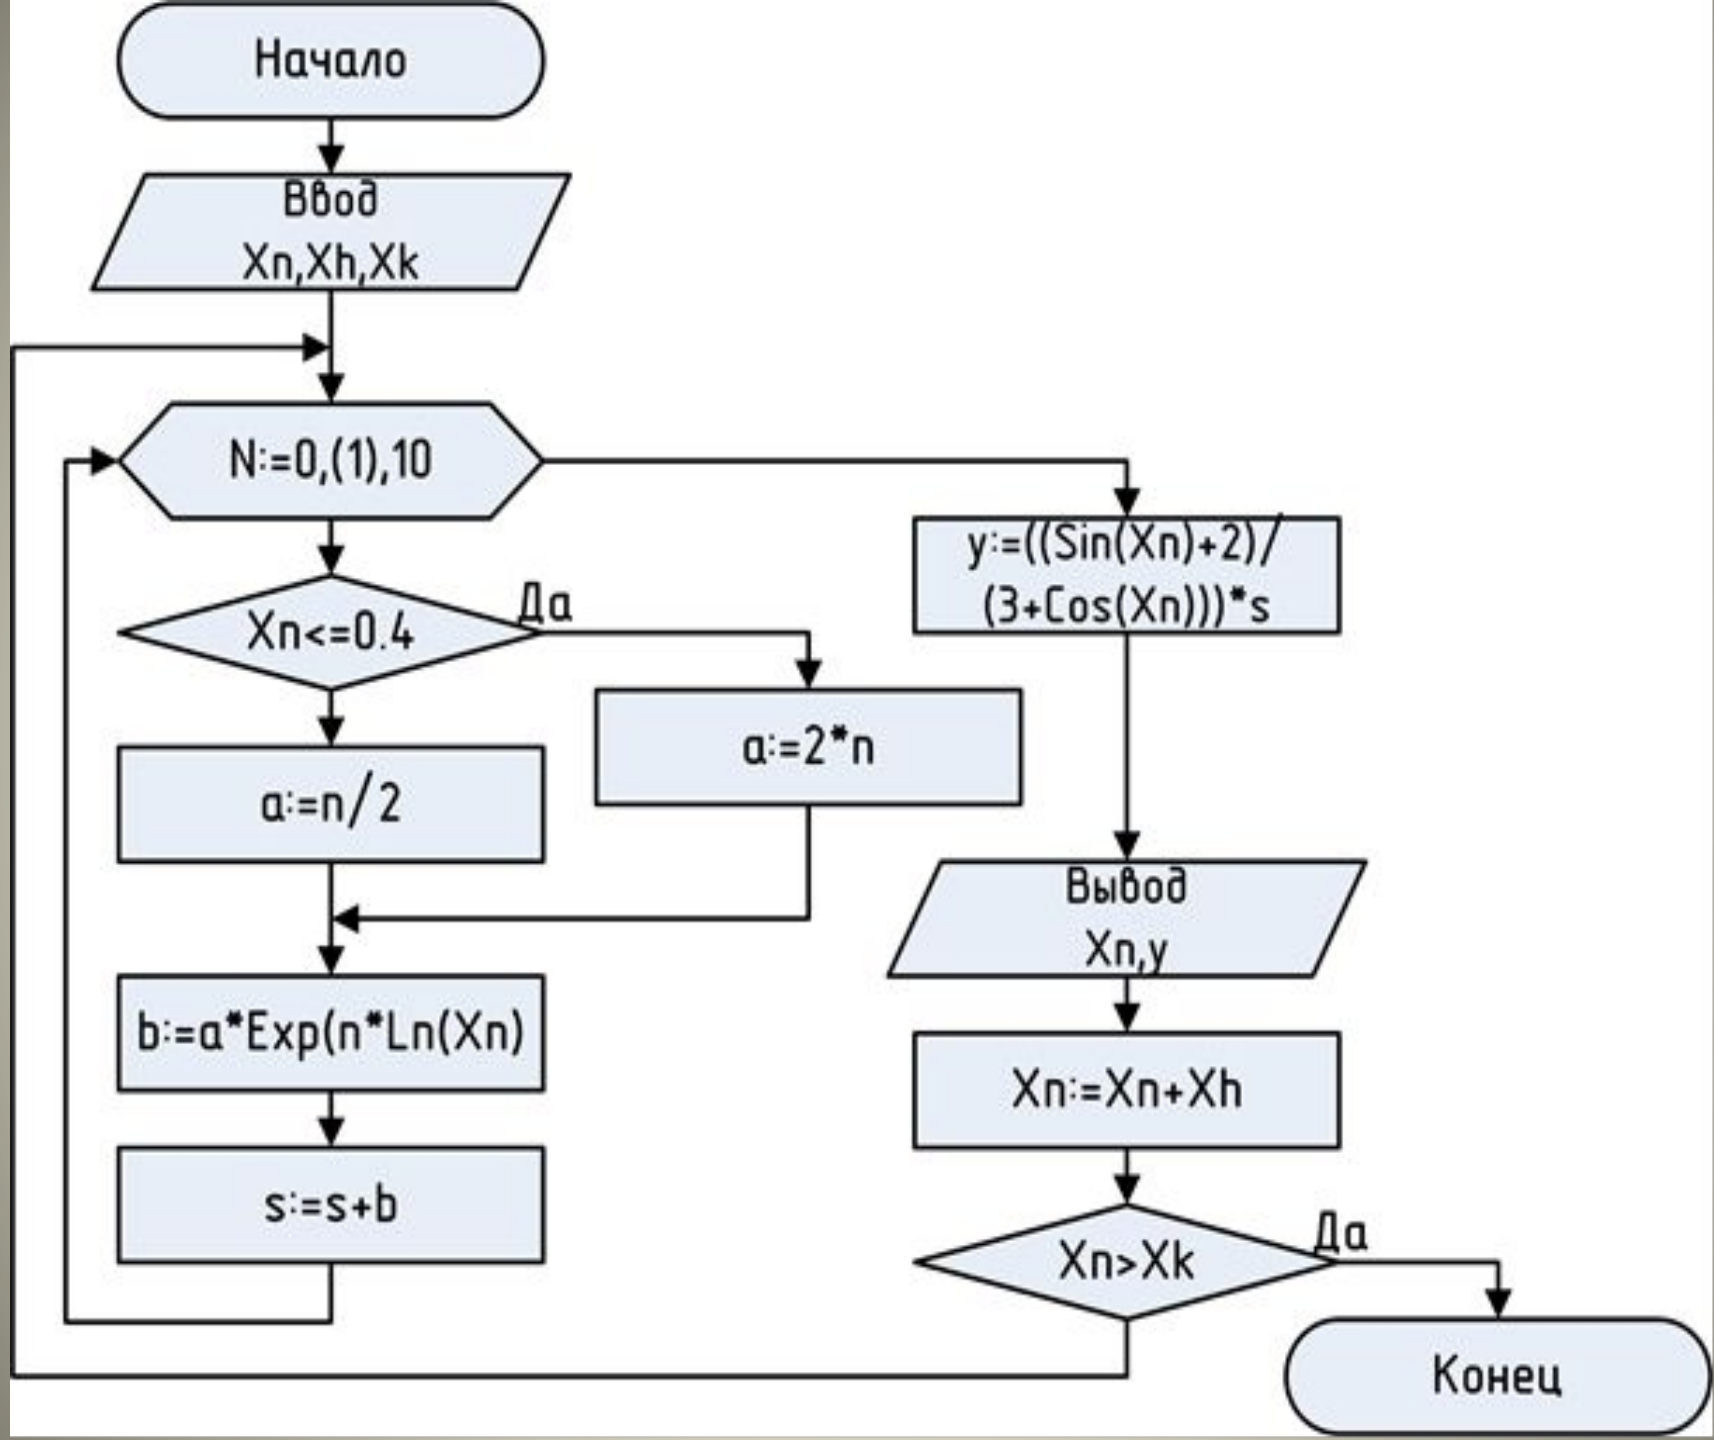 Начало
Ввод
Xn,Xh,Xk
N:=0,(1),10
Xn<=0.4
Да
a:=n/2
a:=2*n
b:=a*Exp(n*Ln(Xn)
s:=s+b
y:=((Sin(Xn)+2)/
(3+Cos(Xn)))*s
Вывод
Xn,y
Xn:=Xn+Xh
Xn>Xk
Да
Конец